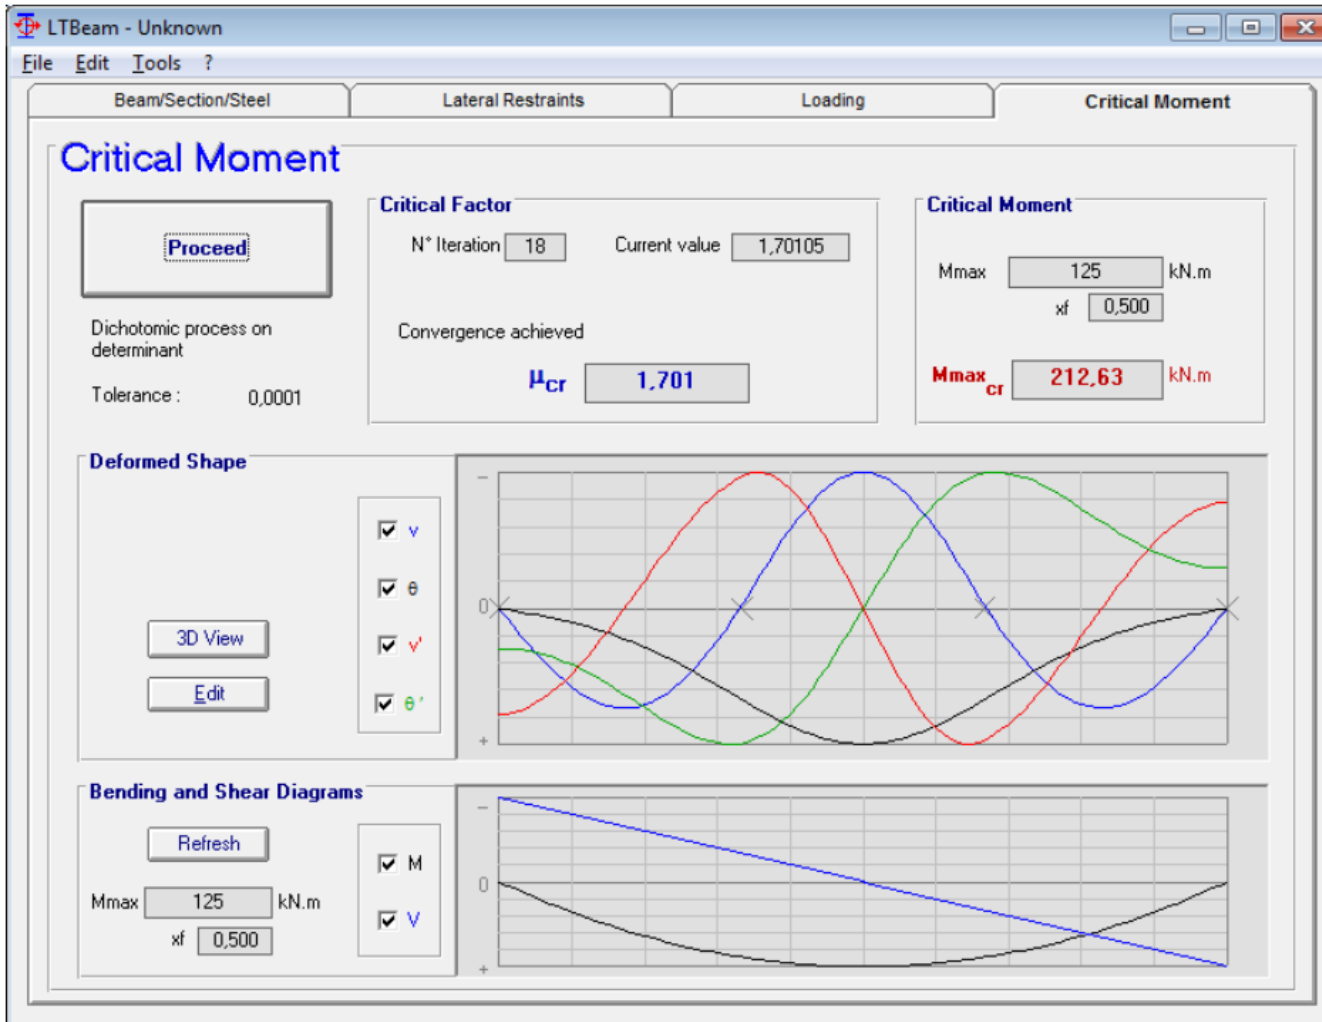 LTBeam - Unknown
File Edit Tools ?
Beam/Section/Steel Lateral Restraints Loading Critical Moment
Critical Moment
Proceed
Dichotomic process on
determinant
Tolerance : 0,0001
Critical Factor
N° Iteration 18 Current value 1,70105
Convergence achieved
μcr 1,701
Critical Moment
Mmax 125 kN.m
xf 0,500
Mmaxcr 212,63 kN.m
Deformed Shape
3D View
Edit
v
θ
v'
θ'
−
0
+
Bending and Shear Diagrams
Refresh
Mmax 125 kN.m
xf 0,500
M
V
−
0
+